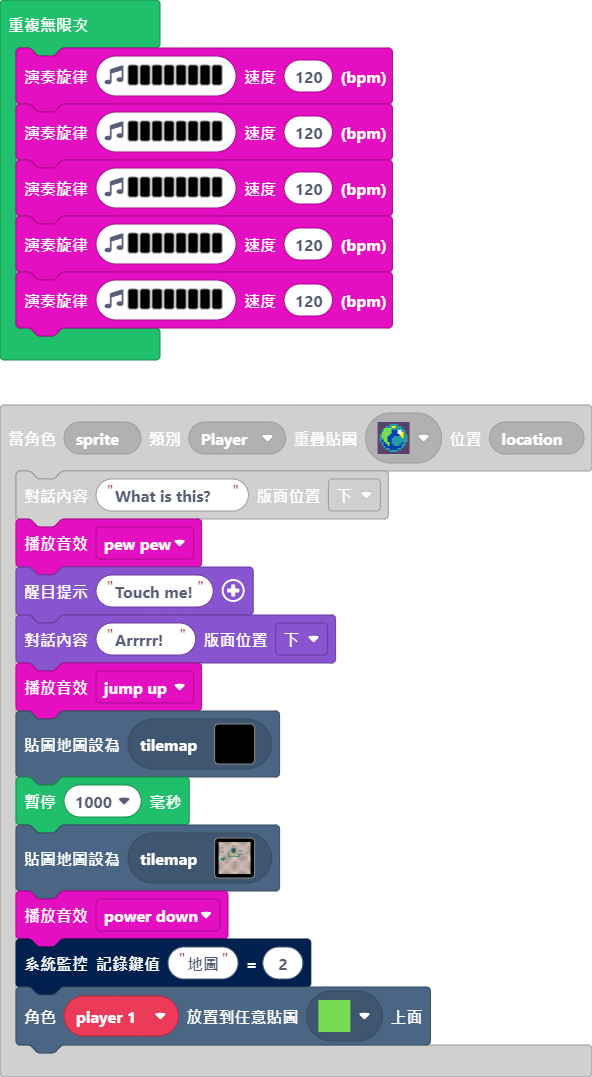 重複無限次
演奏旋律 速度 120 (bpm)
演奏旋律 速度 120 (bpm)
演奏旋律 速度 120 (bpm)
演奏旋律 速度 120 (bpm)
演奏旋律 速度 120 (bpm)
當角色 sprite 類別 Player 重疊貼圖 位置 location
對話內容 "What is this?" 版面位置 下
播放音效 pew pew
醒目提示 "Touch me!"
對話內容 "Arrrrr!" 版面位置 下
播放音效 jump up
貼圖地圖設為 tilemap
暫停 1000 毫秒
貼圖地圖設為 tilemap
播放音效 power down
系統監控 記錄鍵值 "地圖" = 2
角色 player 1 放置到任意貼圖 上面